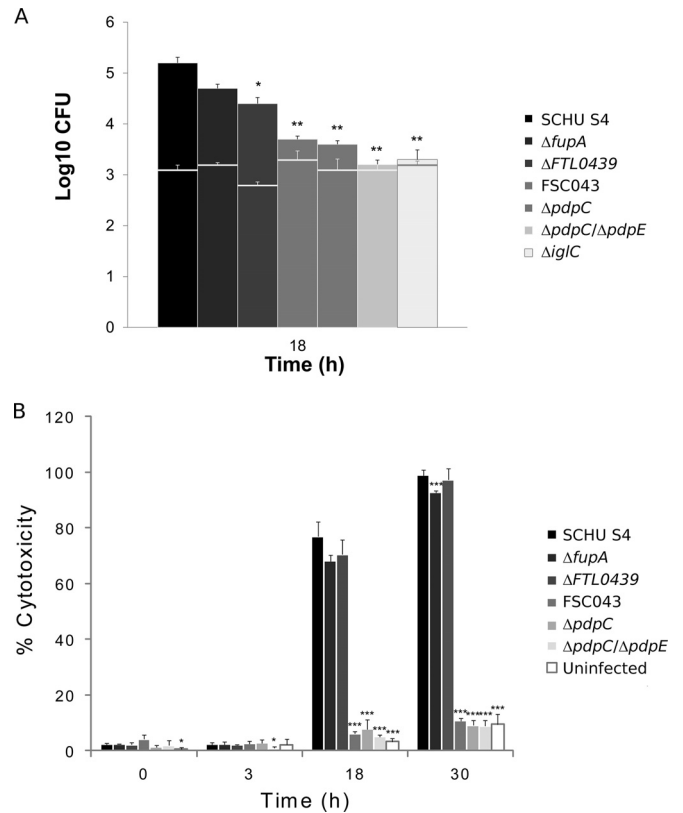 A
6
5
4
3
2
1
0
Log10 CFU
*
**
**
**
**
18
Time (h)
SCHU S4
ΔfupA
ΔFTL0439
FSC043
ΔpdpC
ΔpdpC/ΔpdpE
ΔiglC
B
120
100
80
60
40
20
0
% Cytotoxicity
*
*
***
***
***
***
***
***
***
***
***
0
3
18
30
Time (h)
SCHU S4
ΔfupA
ΔFTL0439
FSC043
ΔpdpC
ΔpdpC/ΔpdpE
Uninfected